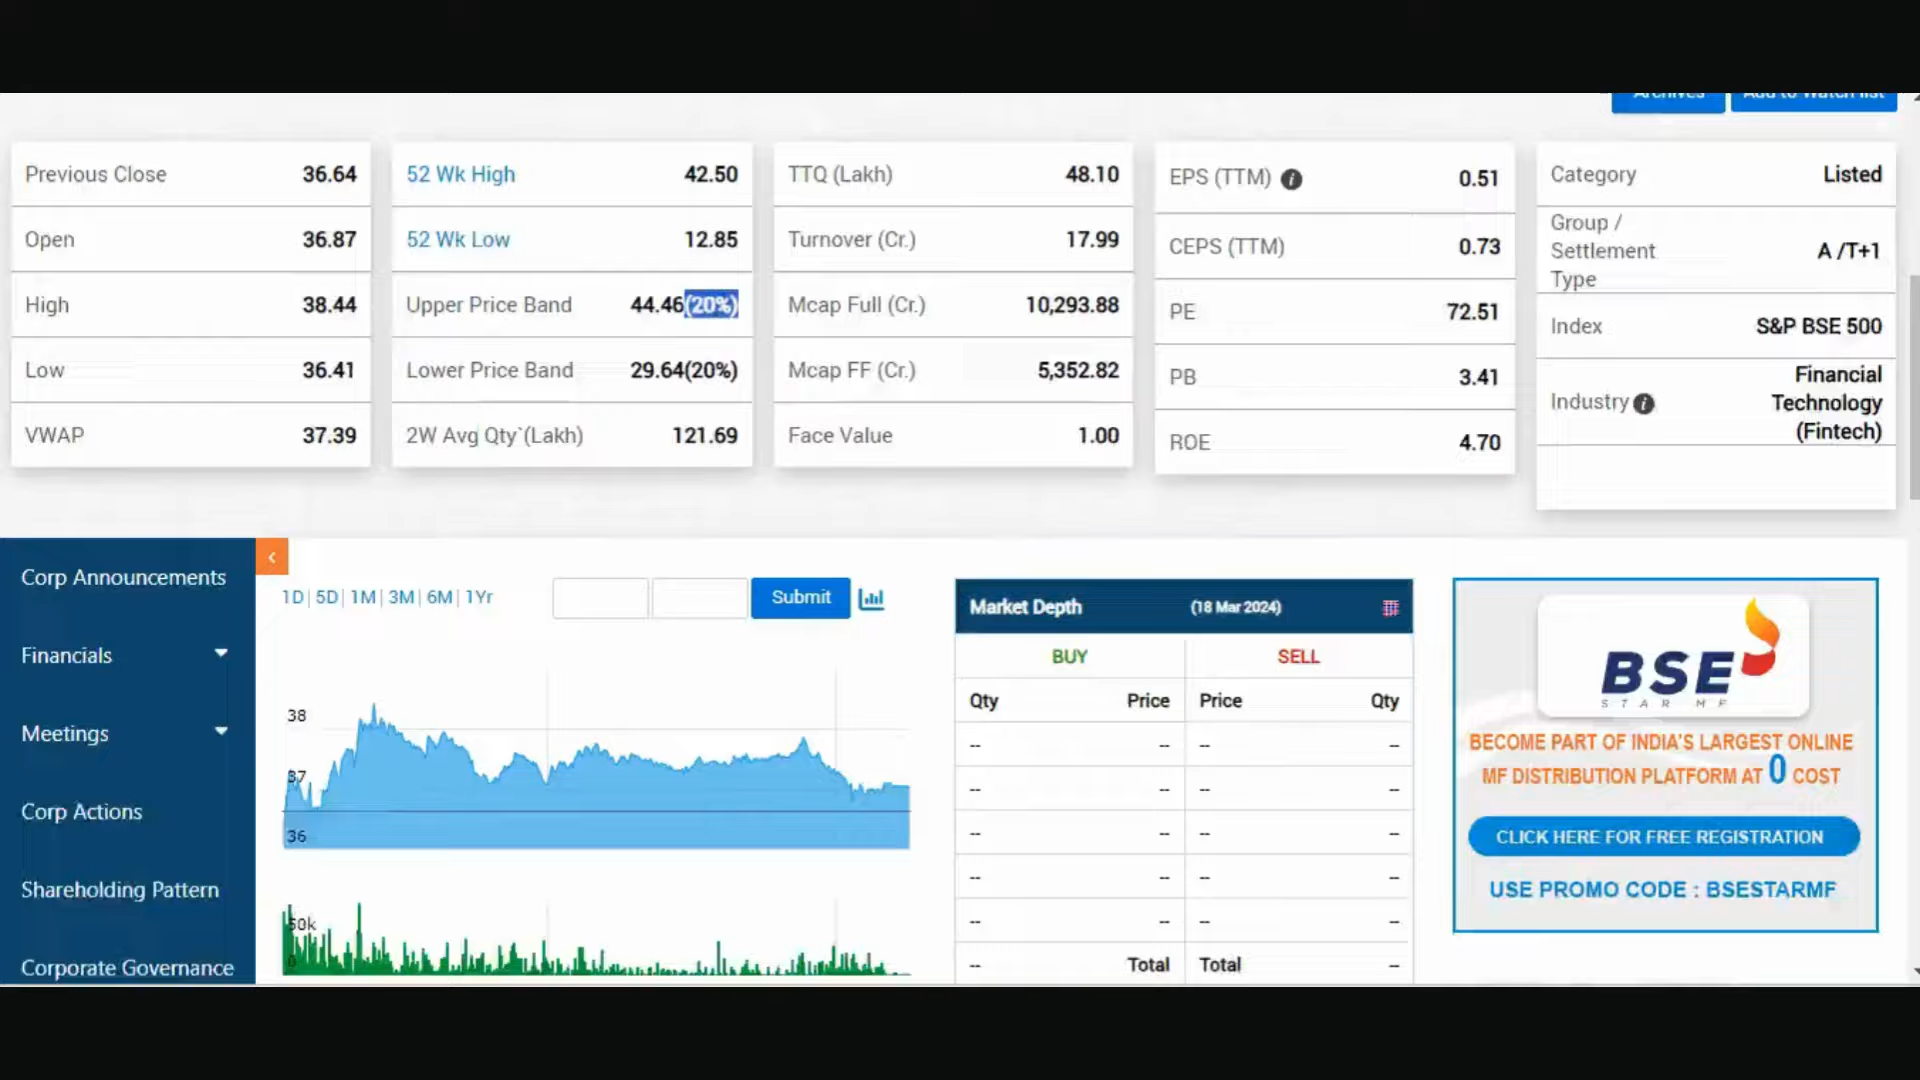 Archives Add to Watch list
Previous Close 36.64
Open 36.87
High 38.44
Low 36.41
VWAP 37.39
52 Wk High 42.50
52 Wk Low 12.85
Upper Price Band 44.46(20%)
Lower Price Band 29.64(20%)
2W Avg Qty`(Lakh) 121.69
TTQ (Lakh) 48.10
Turnover (Cr.) 17.99
Mcap Full (Cr.) 10,293.88
Mcap FF (Cr.) 5,352.82
Face Value 1.00
EPS (TTM) i 0.51
CEPS (TTM) 0.73
PE 72.51
PB 3.41
ROE 4.70
Category Listed
Group /
Settlement A /T+1
Type
Index S&P BSE 500
Financial
Industry i Technology
(Fintech)
Corp Announcements
Financials
Meetings
Corp Actions
Shareholding Pattern
Corporate Governance
1D| 5D| 1M| 3M| 6M| 1Yr Submit
38
37
36
50k
0
Market Depth (18 Mar 2024)
BUY SELL
Qty Price Price Qty
-- -- -- --
-- -- -- --
-- -- -- --
-- -- -- --
-- -- -- --
-- Total Total --
BSE
STAR MF
BECOME PART OF INDIA'S LARGEST ONLINE
MF DISTRIBUTION PLATFORM AT 0 COST
CLICK HERE FOR FREE REGISTRATION
USE PROMO CODE : BSESTARMF